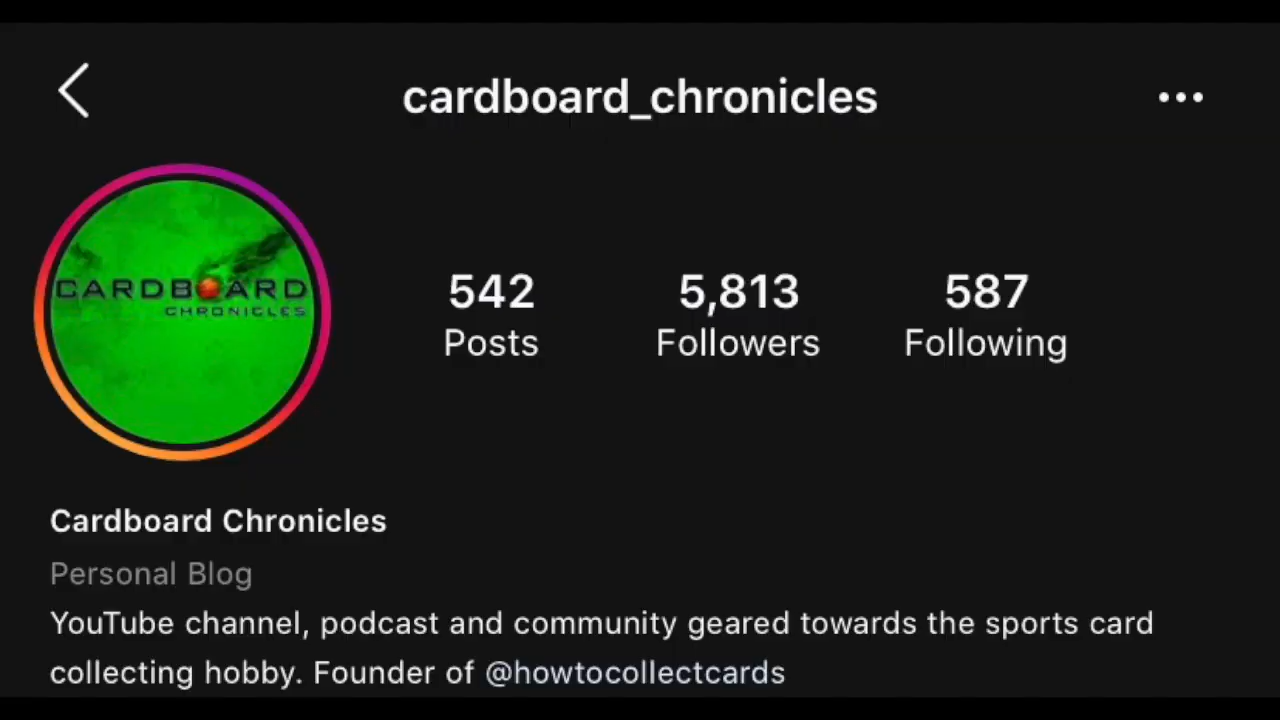 cardboard_chronicles
CARDBOARD
CHRONICLES
542 5,813 587
Posts Followers Following
Cardboard Chronicles
Personal Blog
YouTube channel, podcast and community geared towards the sports card
collecting hobby. Founder of @howtocollectcards